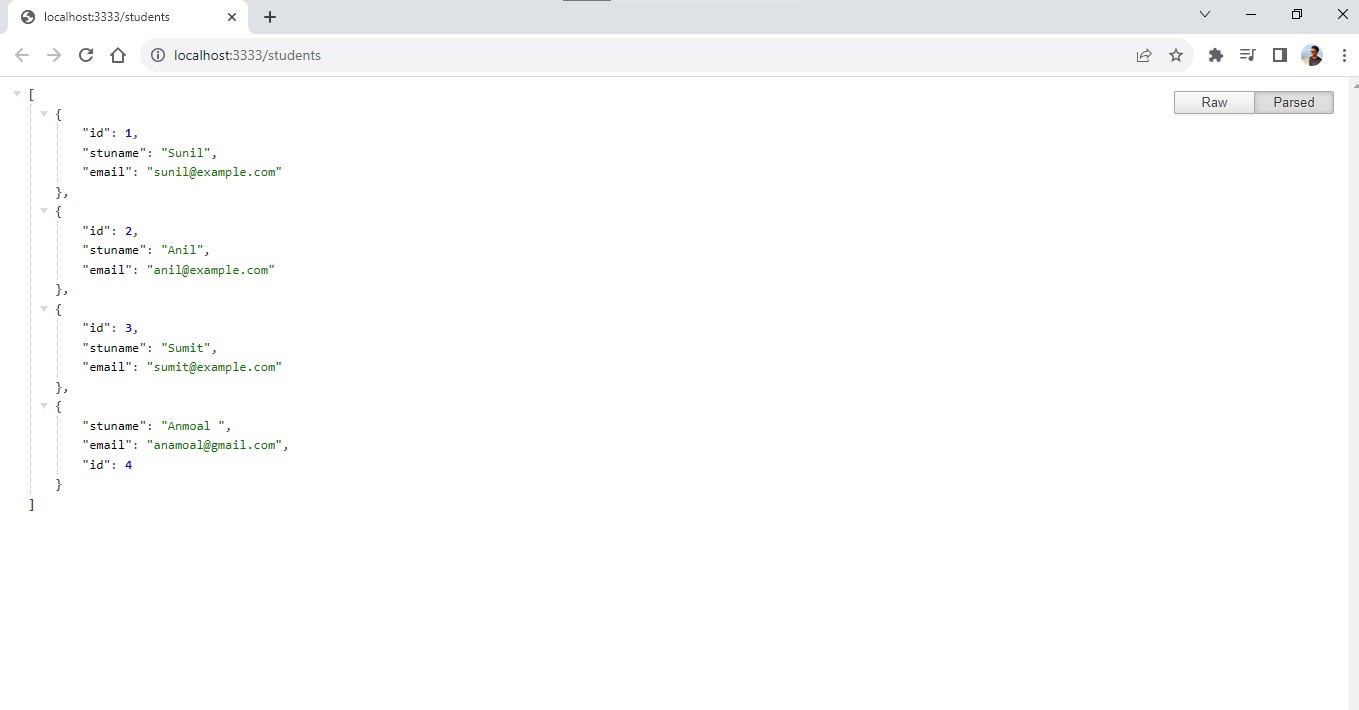 localhost:3333/students
localhost:3333/students
Raw Parsed
[
{
"id": 1,
"stuname": "Sunil",
"email": "sunil@example.com"
},
{
"id": 2,
"stuname": "Anil",
"email": "anil@example.com"
},
{
"id": 3,
"stuname": "Sumit",
"email": "sumit@example.com"
},
{
"stuname": "Anmoal ",
"email": "anamoal@gmail.com",
"id": 4
}
]